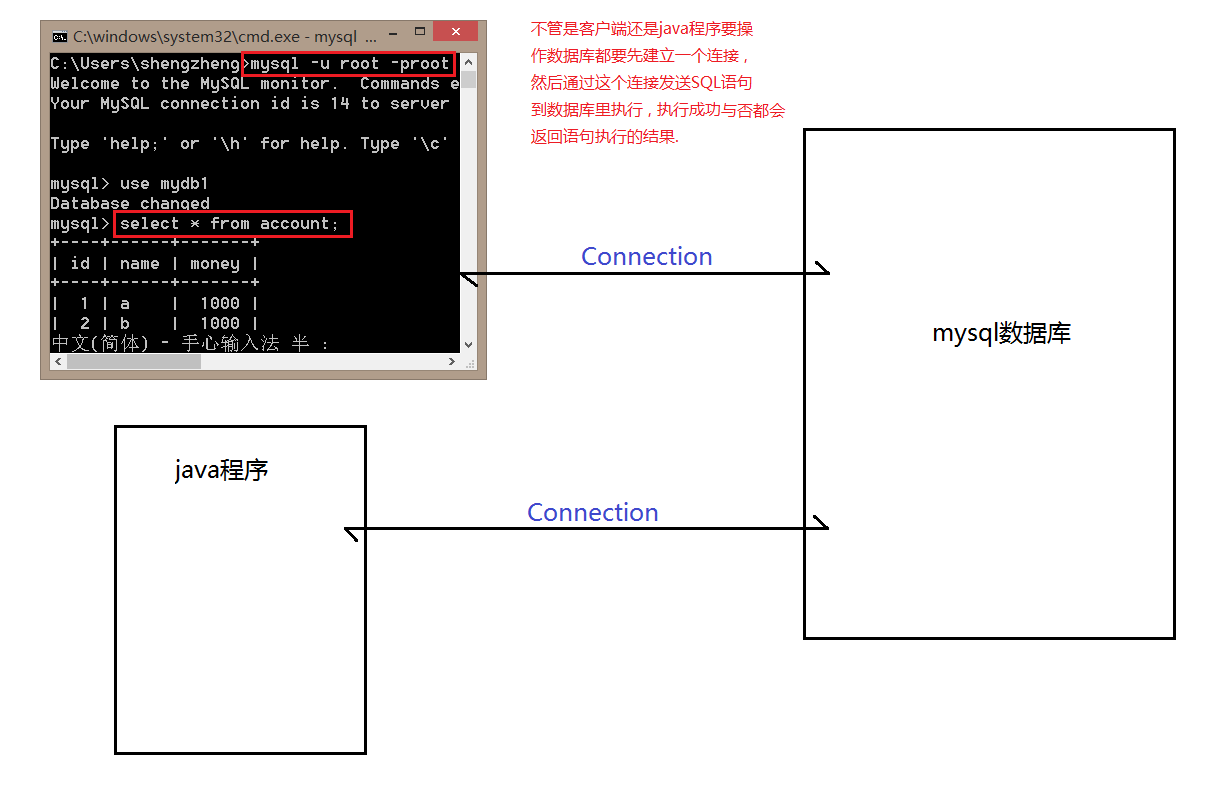 C:\windows\system32\cmd.exe - mysql ...
C:\Users\shengzheng>mysql -u root -proot
Welcome to the MySQL monitor.  Commands e
Your MySQL connection id is 14 to server
Type 'help;' or '\h' for help. Type '\c'
mysql> use mydb1
Database changed
mysql> select * from account;
+----+------+-------+
| id | name | money |
+----+------+-------+
|  1 | a    |  1000 |
|  2 | b    |  1000 |
中文(简体) - 手心输入法 半 :
不管是客户端还是java程序要操
作数据库都要先建立一个连接，
然后通过这个连接发送SQL语句
到数据库里执行，执行成功与否都会
返回语句执行的结果.
Connection
mysql数据库
java程序
Connection